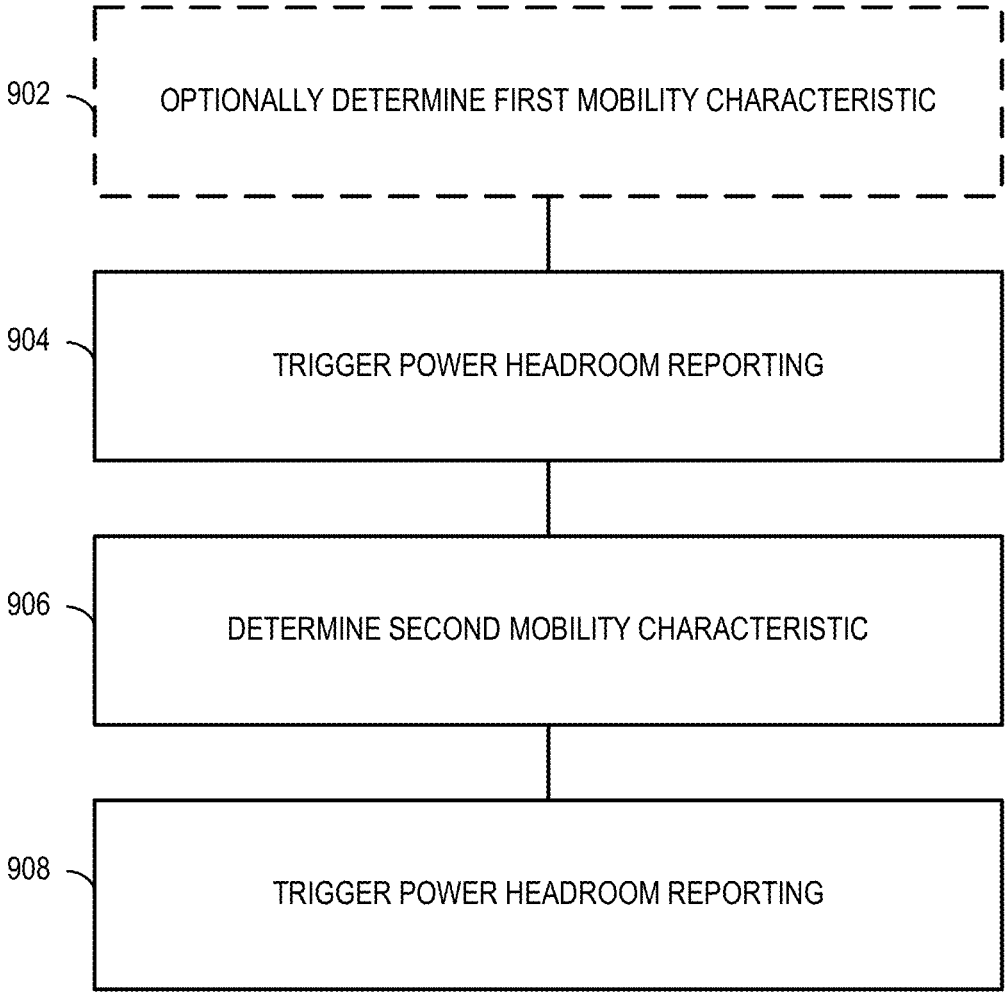 902
OPTIONALLY DETERMINE FIRST MOBILITY CHARACTERISTIC
904
TRIGGER POWER HEADROOM REPORTING
906
DETERMINE SECOND MOBILITY CHARACTERISTIC
908
TRIGGER POWER HEADROOM REPORTING